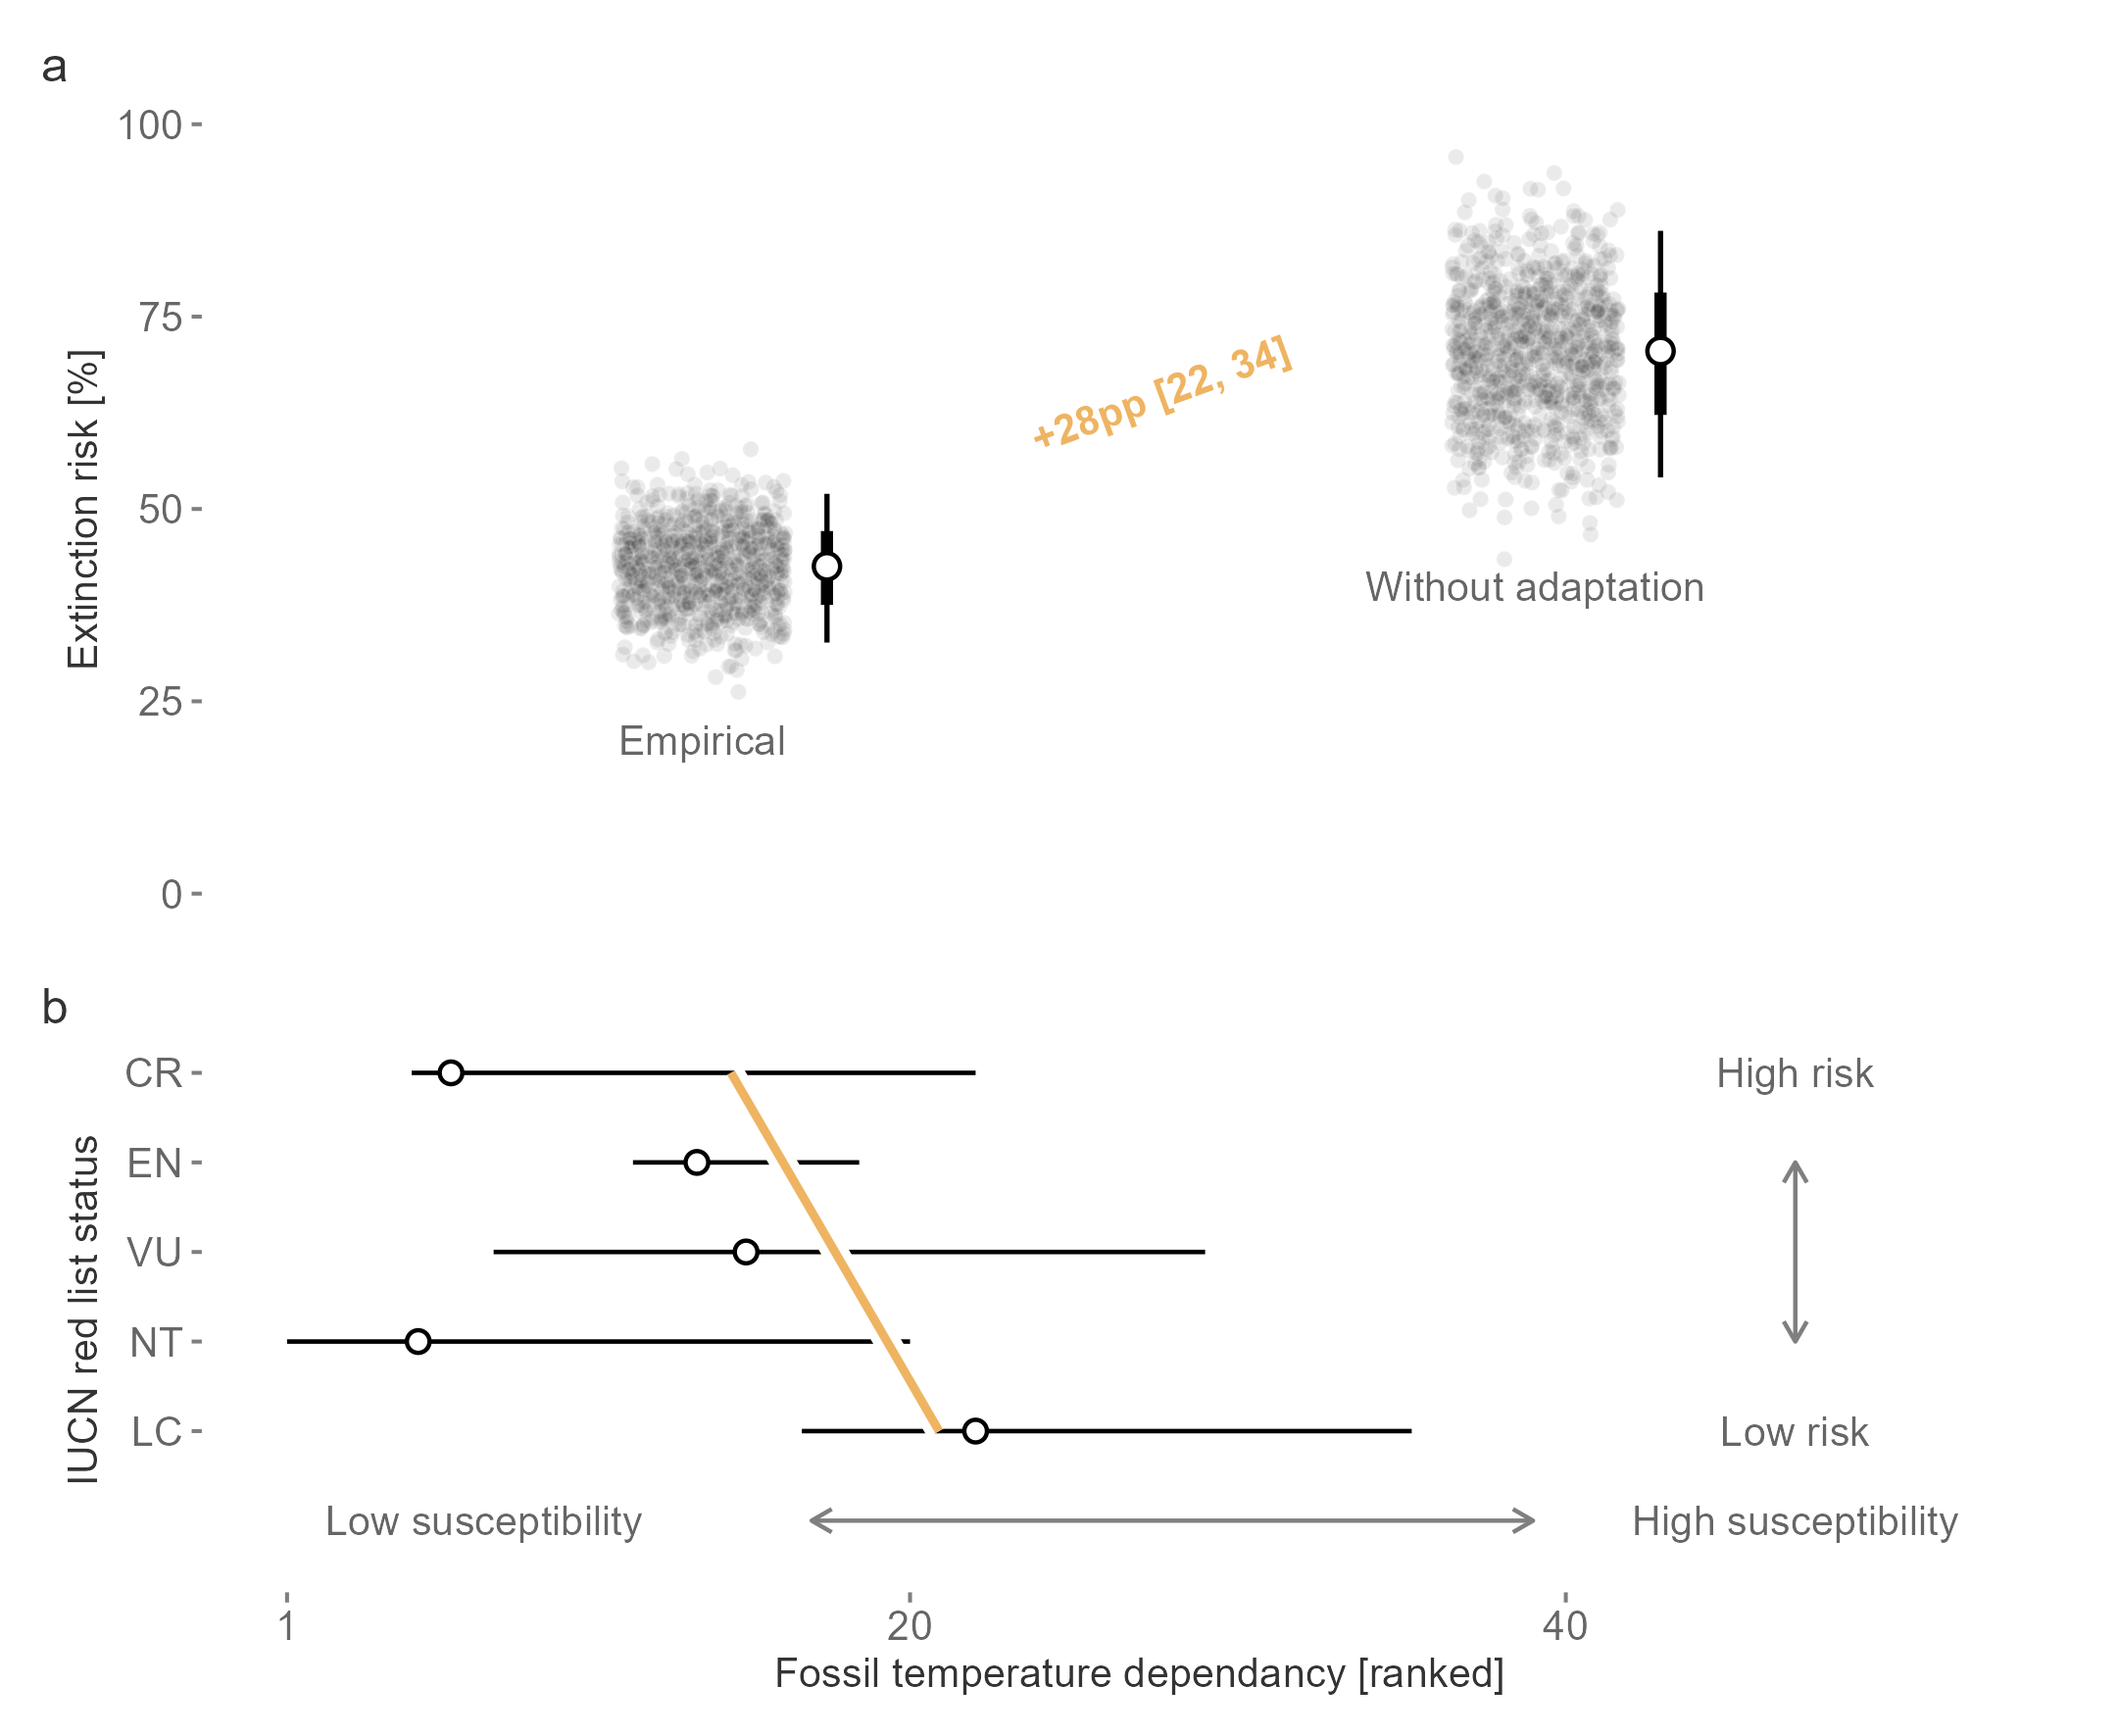 a
100
75
50
25
0
Extinction risk [%]
+28pp [22, 34]
Empirical
Without adaptation
b
CR
EN
VU
NT
LC
IUCN red list status
High risk
Low risk
Low susceptibility
High susceptibility
1
20
40
Fossil temperature dependancy [ranked]